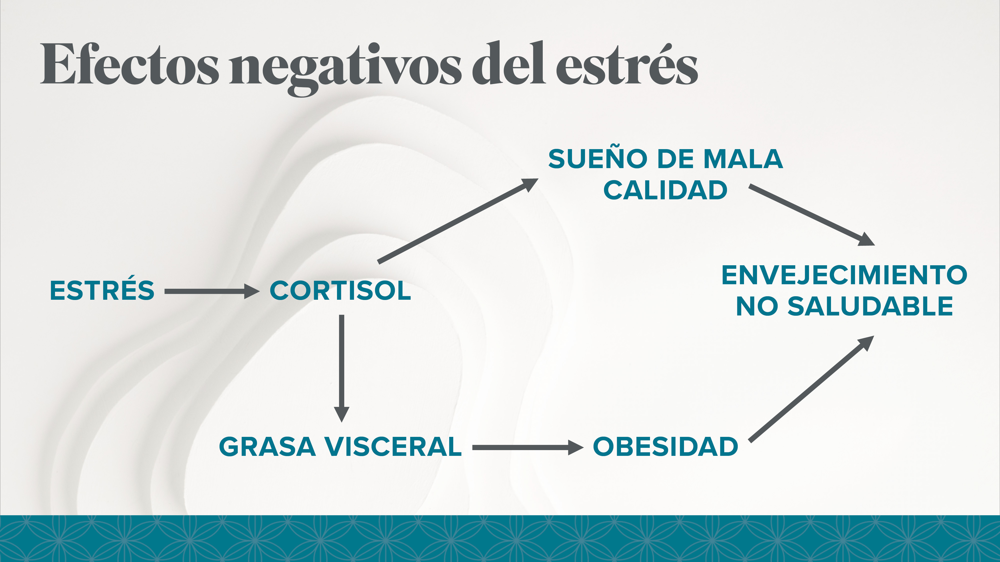 Efectos negativos del estrés
SUEÑO DE MALA
CALIDAD
ESTRÉS
CORTISOL
ENVEJECIMIENTO
NO SALUDABLE
GRASA VISCERAL
OBESIDAD